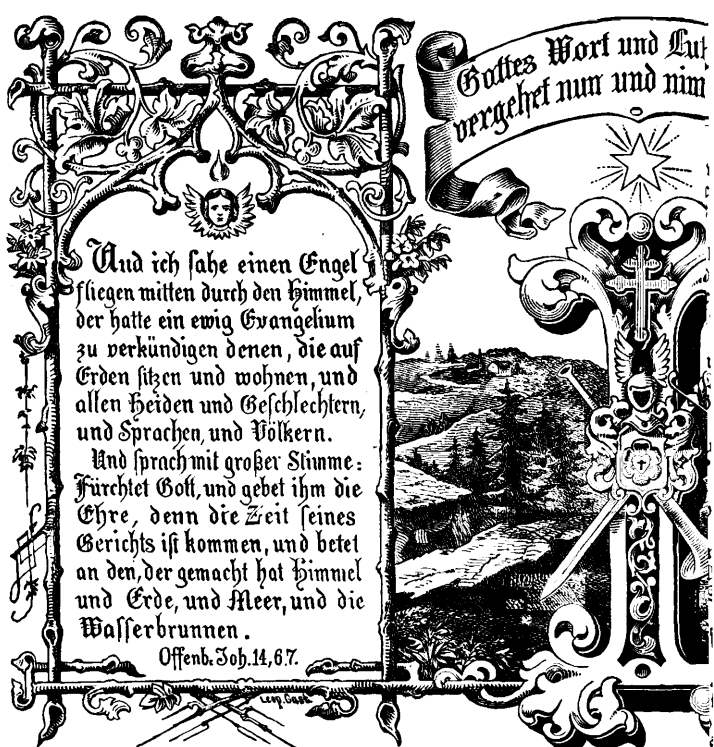 Und ich sahe einen Engel
fliegen mitten durch den Himmel,
der hatte ein ewig Evangelium
zu verkündigen denen, die auf
Erden sitzen und wohnen, und
allen Heiden und Geschlechtern,
und Sprachen, und Völkern.
Und sprach mit großer Stimme:
Fürchtet Gott, und gebet ihm die
Ehre, denn die Zeit seines
Gerichts ist kommen, und betet
an den, der gemacht hat Himmel
und Erde, und Meer, und die
Wasserbrunnen.
Offenb. Joh. 14, 6 7.
Gottes Wort und Lut
vergehet nun und nim